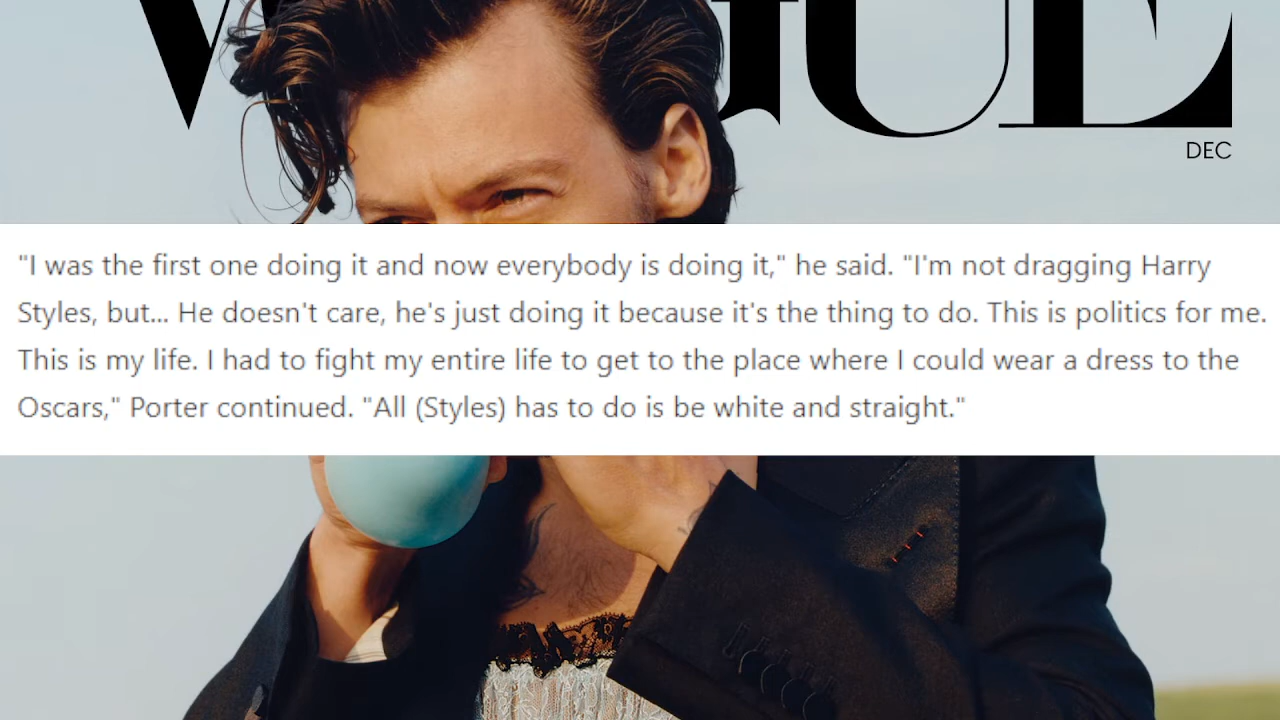 VOGUE
DEC
"I was the first one doing it and now everybody is doing it," he said. "I'm not dragging Harry
Styles, but... He doesn't care, he's just doing it because it's the thing to do. This is politics for me.
This is my life. I had to fight my entire life to get to the place where I could wear a dress to the
Oscars," Porter continued. "All (Styles) has to do is be white and straight."